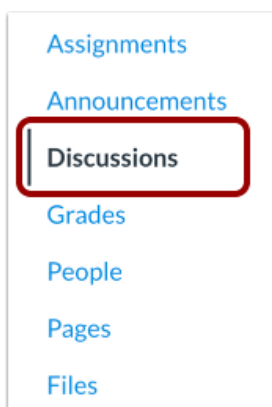 Assignments
Announcements
Discussions
Grades
People
Pages
Files